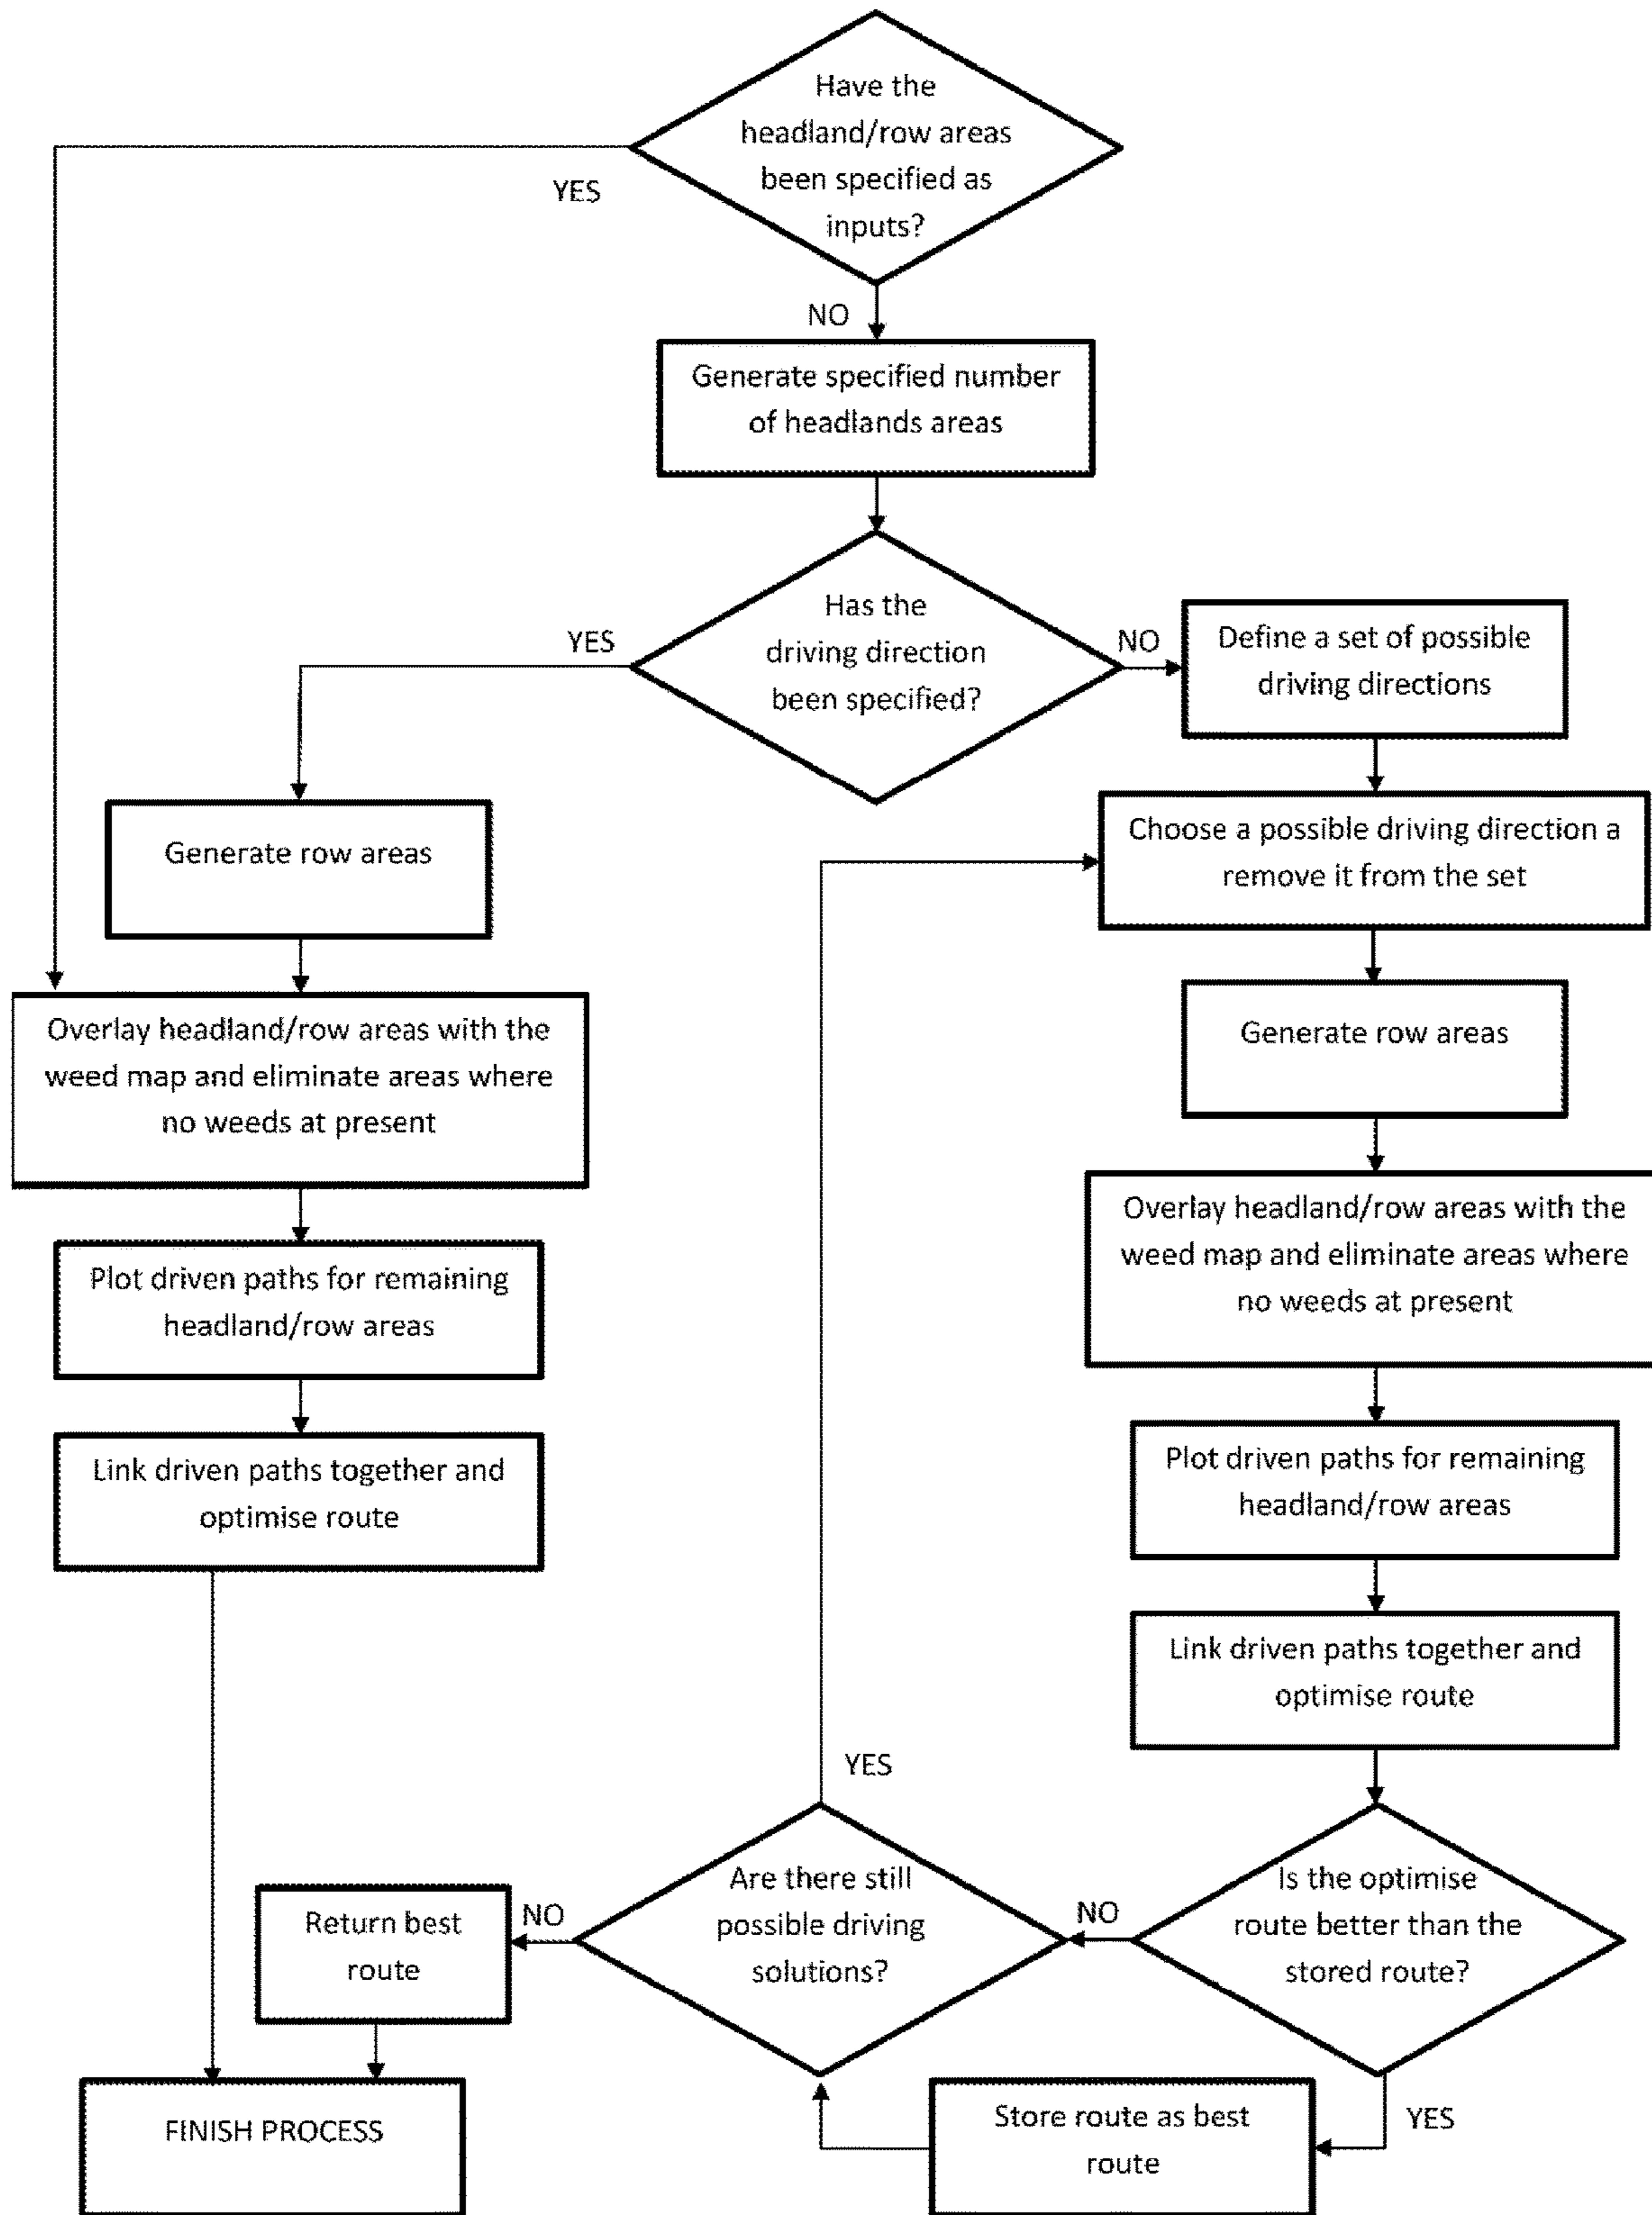 Have the
headland/row areas
been specified as
inputs?
YES
NO
Generate specified number
of headlands areas
Has the
driving direction
been specified?
YES
NO
Define a set of possible
driving directions
Generate row areas
Choose a possible driving direction a
remove it from the set
Generate row areas
Overlay headland/row areas with the
weed map and eliminate areas where
no weeds at present
Overlay headland/row areas with the
weed map and eliminate areas where
no weeds at present
Plot driven paths for remaining
headland/row areas
Plot driven paths for remaining
headland/row areas
Link driven paths together and
optimise route
Link driven paths together and
optimise route
YES
Is the optimise
route better than the
stored route?
NO
Are there still
possible driving
solutions?
NO
Return best
route
YES
Store route as best
route
FINISH PROCESS